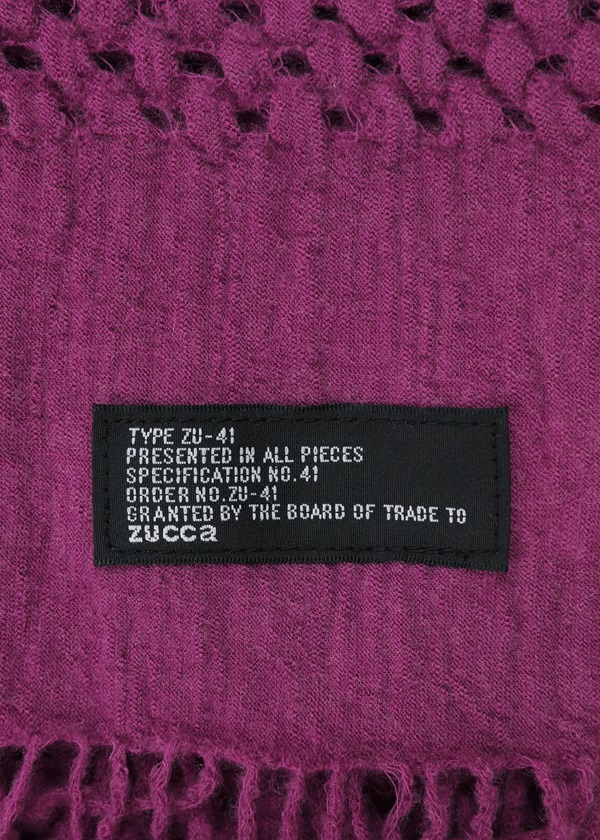 TYPE ZU-41
PRESENTED IN ALL PIECES
SPECIFICATION NO.41
ORDER NO.ZU-41
GRANTED BY THE BOARD OF TRADE TO
zucca